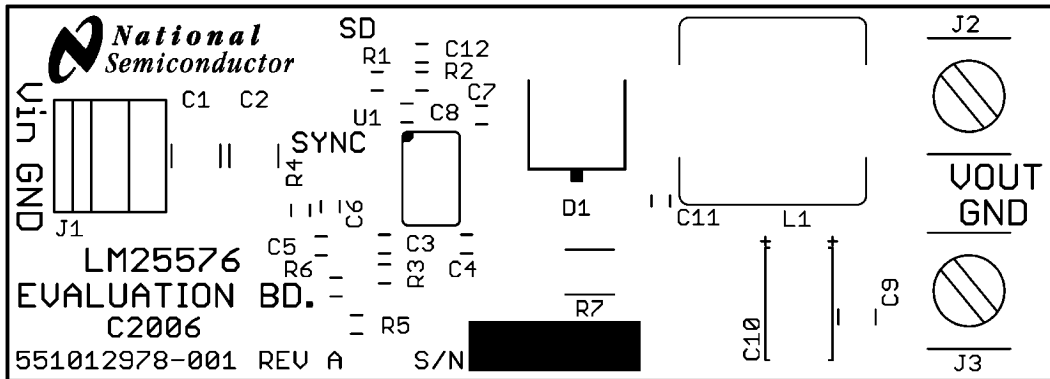 National
Semiconductor
SD
R1
C12
R2
C7
C1
C2
U1
C8
SYNC
Vin GND
R4
C6
J1
LM25576
EVALUATION BD.
C2006
551012978-001 REV A
S/N
C5
R6
C3
R3
C4
R5
D1
R7
C11
L1
C10
C9
J2
VOUT
GND
J3